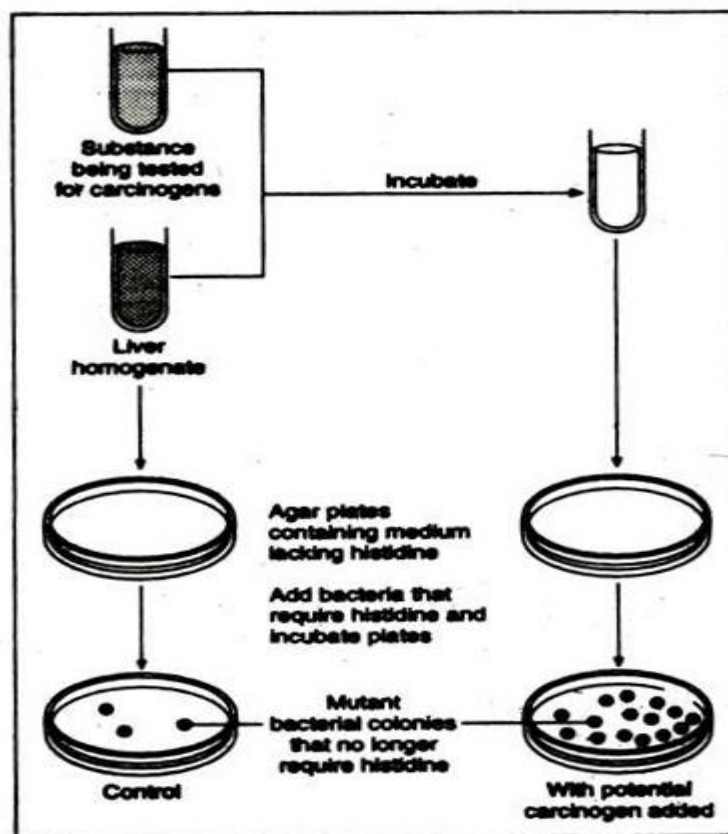 Substance
being tested
for carcinogens
Incubate
Liver
homogenate
Agar plates
containing medium
lacking histidine
Add bacteria that
require histidine and
incubate plates
Mutant
bacterial colonies
that no longer
require histidine
Control
With potential
carcinogen added